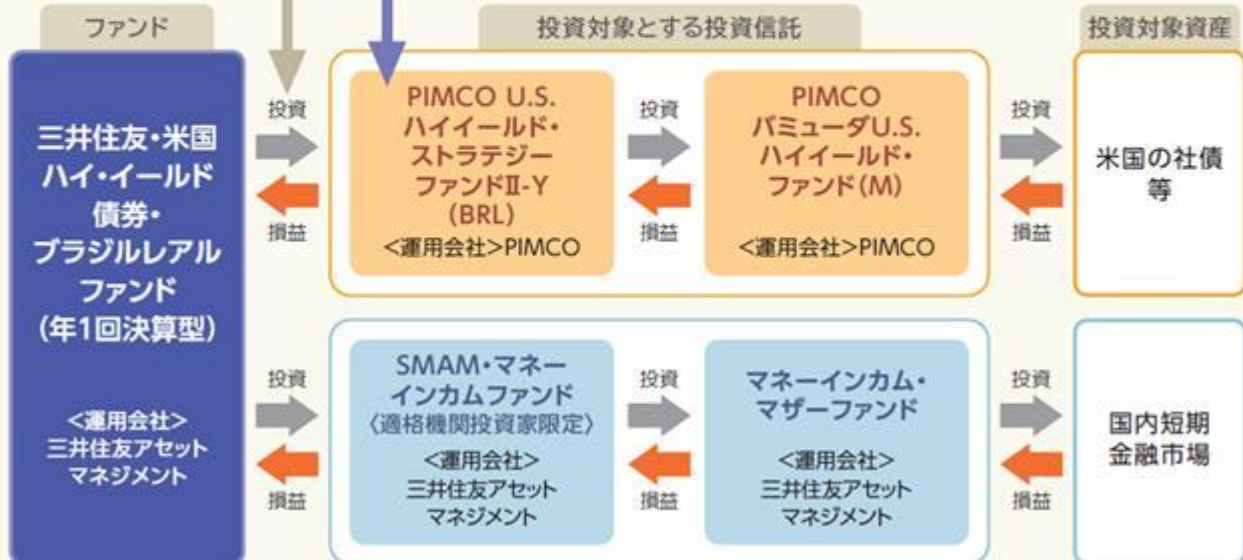 ファンド
投資対象とする投資信託
投資対象資産
三井住友・米国
ハイ・イールド
債券・
ブラジルレアル
ファンド
(年1回決算型)
<運用会社>
三井住友アセット
マネジメント
投資
損益
PIMCO U.S.
ハイイールド・
ストラテジー
ファンドⅡ-Y
(BRL)
<運用会社>PIMCO
投資
損益
PIMCO
バミューダU.S.
ハイイールド・
ファンド(M)
<運用会社>PIMCO
投資
損益
米国の社債
等
投資
損益
SMAM・マネー
インカムファンド
〈適格機関投資家限定〉
<運用会社>
三井住友アセット
マネジメント
投資
損益
マネーインカム・
マザーファンド
<運用会社>
三井住友アセット
マネジメント
投資
損益
国内短期
金融市場